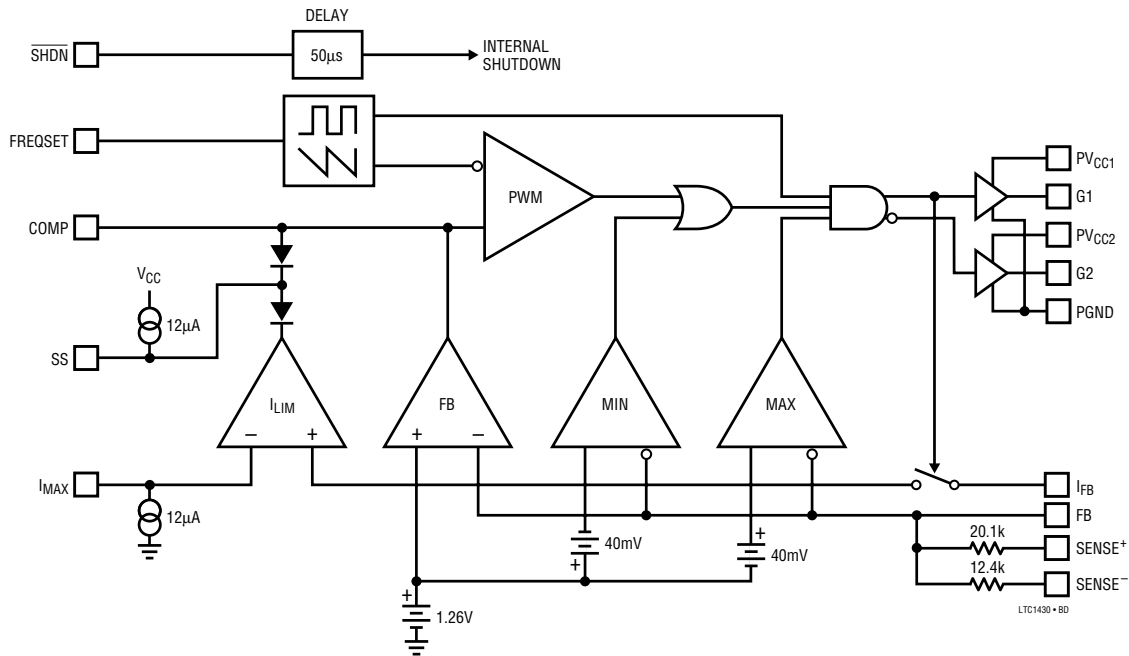 DELAY
SHDN
50µs
INTERNAL
SHUTDOWN
FREQSET
PWM
COMP
PVCC1
G1
PVCC2
G2
PGND
VCC
12µA
SS
ILIM
FB
MIN
MAX
− +
+ −
IMAX
12µA
IFB
FB
20.1k
SENSE+
12.4k
SENSE−
40mV
+
+
40mV
+
1.26V
LTC1430 • BD